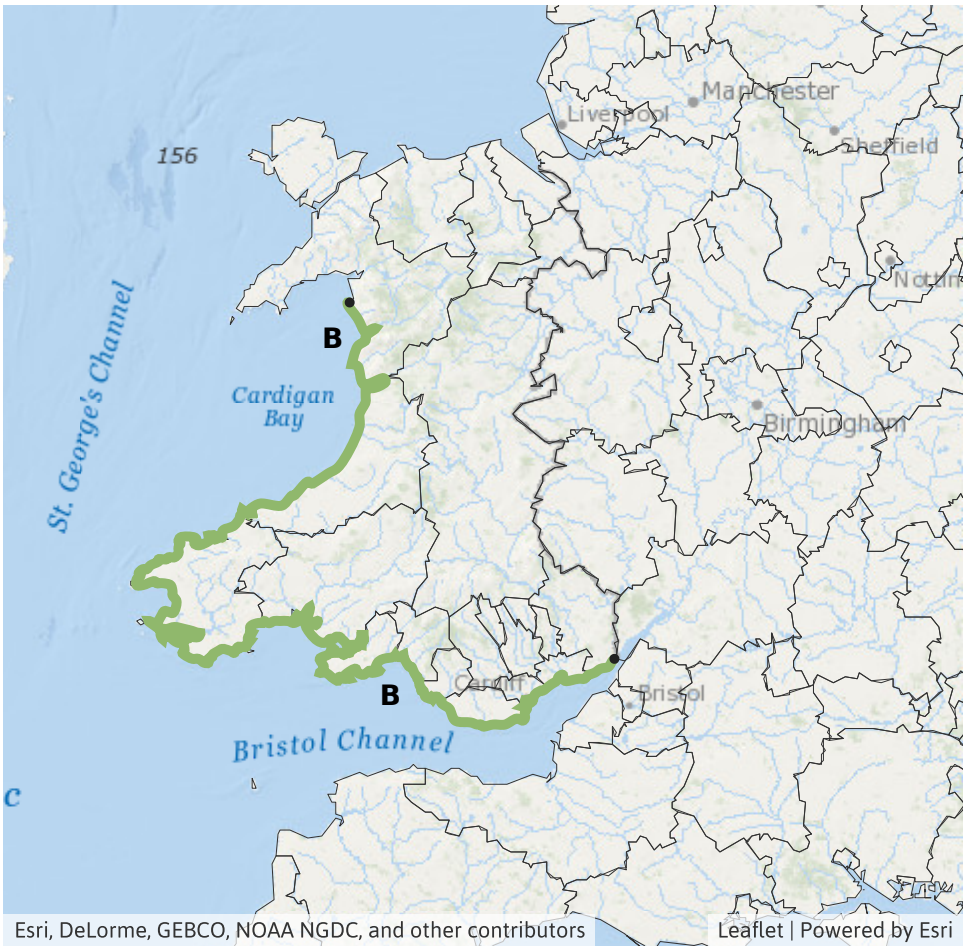 Manchester
Liverpool
Sheffield
156
Nottin
St. George's Channel
B
Cardigan
Bay
Birmingham
Cardiff
B
Bristol
Bristol Channel
c
Esri, DeLorme, GEBCO, NOAA NGDC, and other contributors
Leaflet | Powered by Esri